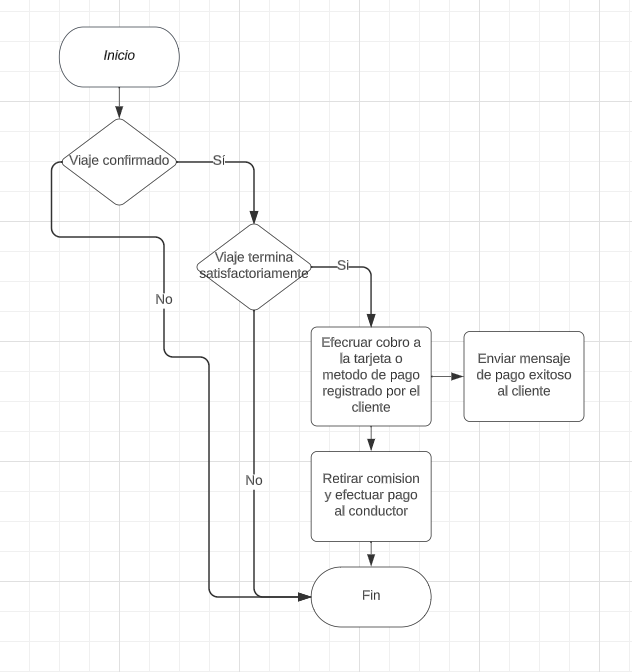 Inicio
Viaje confirmado
Sí
Viaje termina
satisfactoriamente
Si
No
Efecruar cobro a
la tarjeta o
metodo de pago
registrado por el
cliente
Enviar mensaje
de pago exitoso
al cliente
No
Retirar comision
y efectuar pago
al conductor
Fin